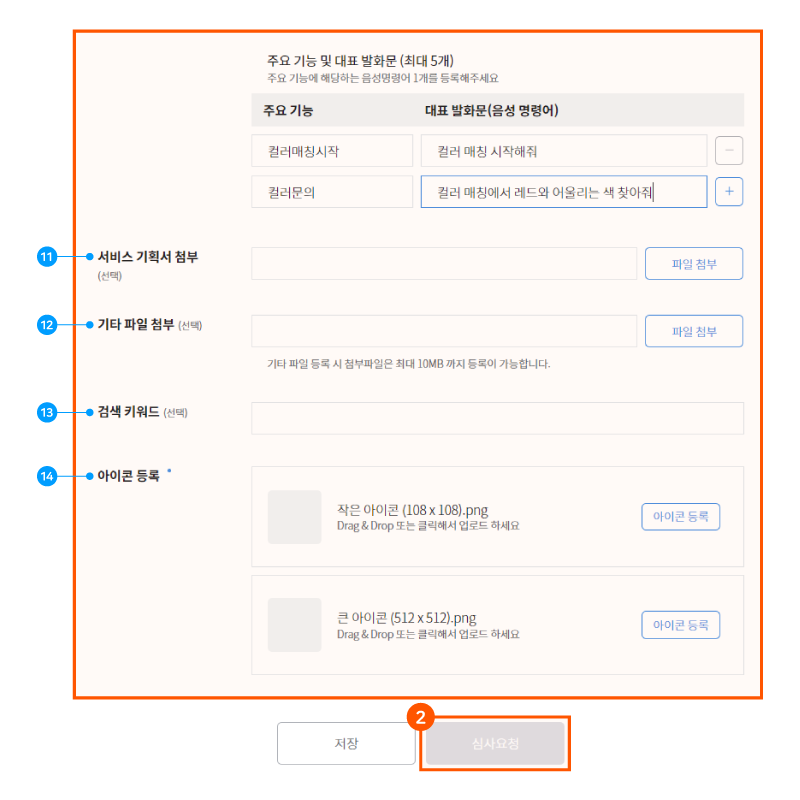 주요 기능 및 대표 발화문 (최대 5개)
주요 기능에 해당하는 음성명령어 1개를 등록해주세요
주요 기능 대표 발화문(음성 명령어)
컬러매칭시작 컬러 매칭 시작해줘 −
컬러문의 컬러 매칭에서 레드와 어울리는 색 찾아줘 +
11 서비스 기획서 첨부 파일 첨부
(선택)
12 기타 파일 첨부 (선택) 파일 첨부
기타 파일 등록 시 첨부파일은 최대 10MB 까지 등록이 가능합니다.
13 검색 키워드 (선택)
14 아이콘 등록 *
작은 아이콘 (108 x 108).png 아이콘 등록
Drag & Drop 또는 클릭해서 업로드 하세요
큰 아이콘 (512 x 512).png 아이콘 등록
Drag & Drop 또는 클릭해서 업로드 하세요
2
저장 심사요청